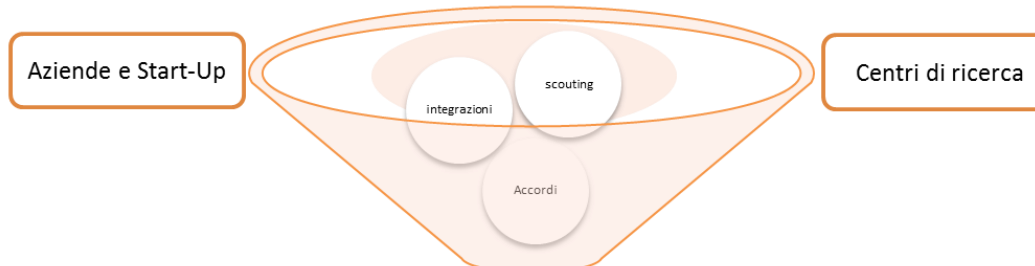 Aziende e Start-Up
Centri di ricerca
scouting
integrazioni
Accordi